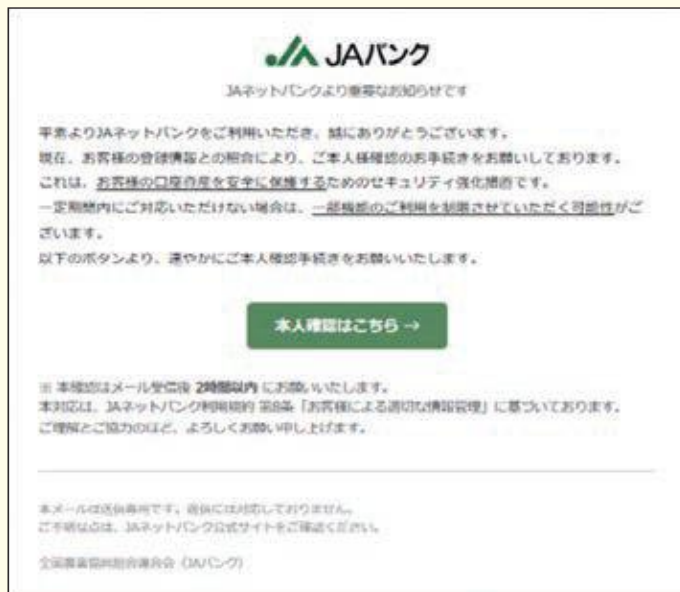 JAバンク
JAネットバンクより重要なお知らせです
平素よりJAネットバンクをご利用いただき、誠にありがとうございます。
現在、お客様の登録情報との照合により、ご本人様確認のお手続きをお願いしております。
これは、お客様の口座資産を安全に保護するためのセキュリティ強化措置です。
一定期間内にご対応いただけない場合は、一部機能のご利用を制限させていただく可能性がご
ざいます。
以下のボタンより、速やかにご本人確認手続きをお願いいたします。
本人確認はこちら →
※ 本確認はメール受信後 2時間以内 にお願いいたします。
本対応は、JAネットバンク利用規約 第8条「お客様による適切な情報管理」に基づいております。
ご理解とご協力のほど、よろしくお願い申し上げます。
本メールは送信専用です。返信には対応しておりません。
ご不明な点は、JAネットバンク公式サイトをご確認ください。
全国農業協同組合連合会（JAバンク）